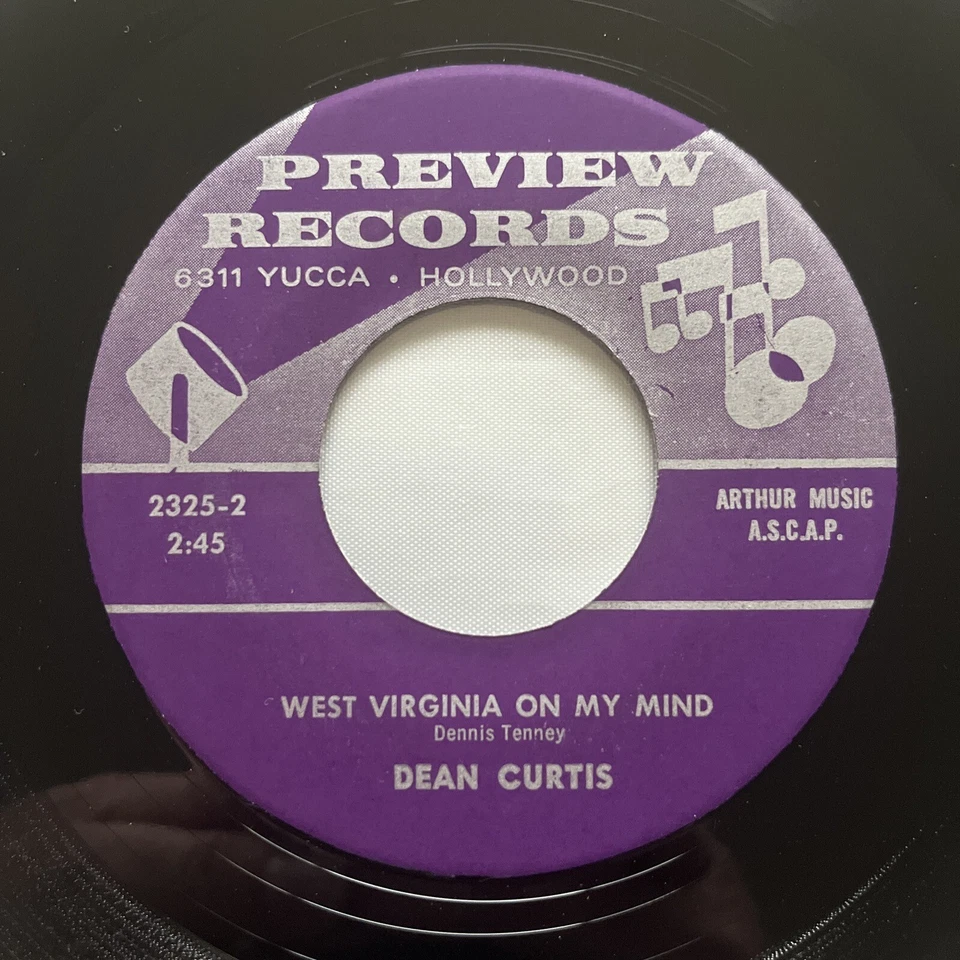 PREVIEW
RECORDS
6311 YUCCA • HOLLYWOOD
2325-2
2:45
ARTHUR MUSIC
A.S.C.A.P.
WEST VIRGINIA ON MY MIND
Dennis Tenney
DEAN CURTIS